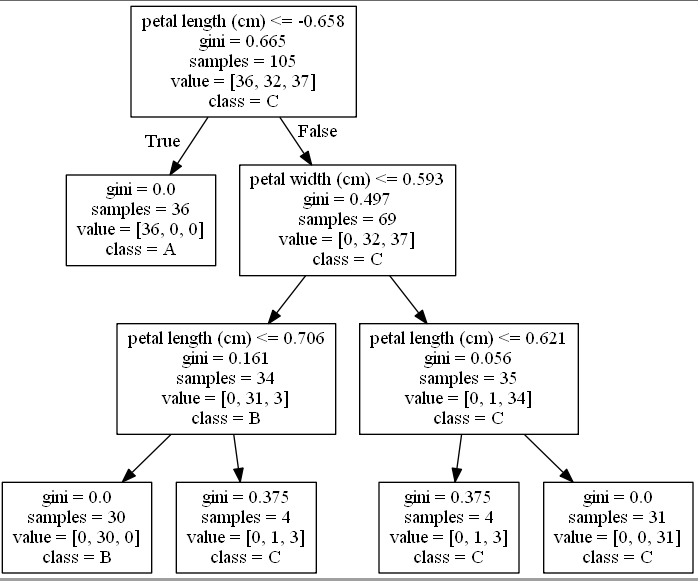 petal length (cm) <= -0.658
gini = 0.665
samples = 105
value = [36, 32, 37]
class = C
True
False
gini = 0.0
samples = 36
value = [36, 0, 0]
class = A
petal width (cm) <= 0.593
gini = 0.497
samples = 69
value = [0, 32, 37]
class = C
petal length (cm) <= 0.706
gini = 0.161
samples = 34
value = [0, 31, 3]
class = B
petal length (cm) <= 0.621
gini = 0.056
samples = 35
value = [0, 1, 34]
class = C
gini = 0.0
samples = 30
value = [0, 30, 0]
class = B
gini = 0.375
samples = 4
value = [0, 1, 3]
class = C
gini = 0.375
samples = 4
value = [0, 1, 3]
class = C
gini = 0.0
samples = 31
value = [0, 0, 31]
class = C